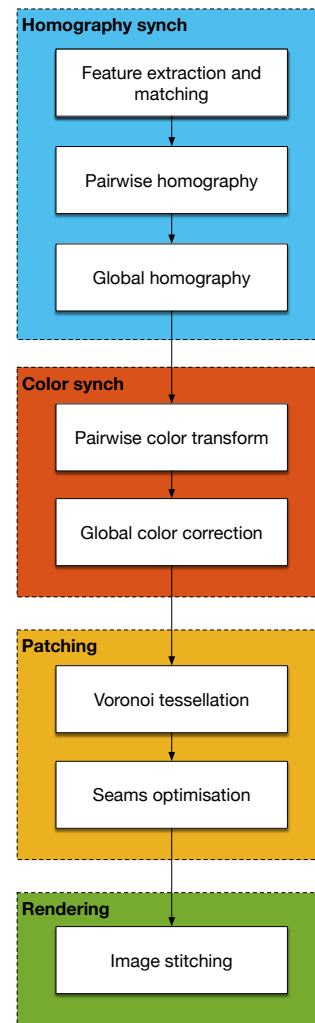 Homography synch
Feature extraction and
matching
Pairwise homography
Global homography
Color synch
Pairwise color transform
Global color correction
Patching
Voronoi tessellation
Seams optimisation
Rendering
Image stitching